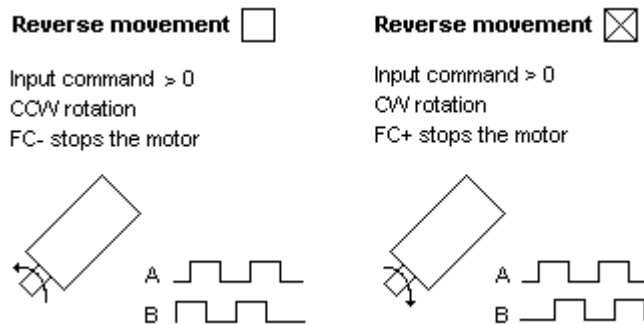 Reverse movement
Input command > 0
CCW rotation
FC- stops the motor
A
B
Reverse movement
Input command > 0
CW rotation
FC+ stops the motor
A
B